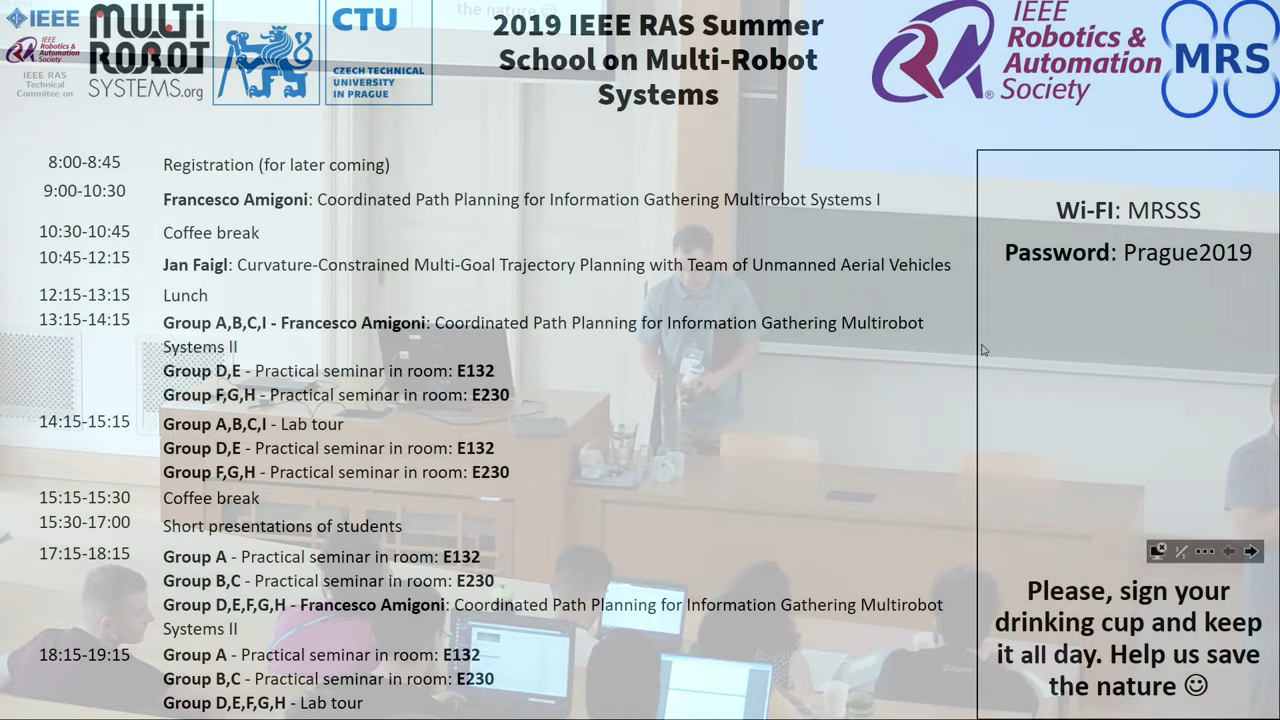 IEEE
IEEE
Robotics &
Automation
Society
IEEE RAS
Technical
Committee on
MULTI
ROBOT
SYSTEMS.org
CTU
CZECH TECHNICAL
UNIVERSITY
IN PRAGUE
the nature ☺
2019 IEEE RAS Summer
School on Multi-Robot
Systems
IEEE
Robotics &
Automation
Society
®
MRS
8:00-8:45 Registration (for later coming)
9:00-10:30 Francesco Amigoni: Coordinated Path Planning for Information Gathering Multirobot Systems I
10:30-10:45 Coffee break
10:45-12:15 Jan Faigl: Curvature-Constrained Multi-Goal Trajectory Planning with Team of Unmanned Aerial Vehicles
12:15-13:15 Lunch
13:15-14:15 Group A,B,C,I - Francesco Amigoni: Coordinated Path Planning for Information Gathering Multirobot
Systems II
Group D,E - Practical seminar in room: E132
Group F,G,H - Practical seminar in room: E230
14:15-15:15 Group A,B,C,I - Lab tour
Group D,E - Practical seminar in room: E132
Group F,G,H - Practical seminar in room: E230
15:15-15:30 Coffee break
15:30-17:00 Short presentations of students
17:15-18:15 Group A - Practical seminar in room: E132
Group B,C - Practical seminar in room: E230
Group D,E,F,G,H - Francesco Amigoni: Coordinated Path Planning for Information Gathering Multirobot
Systems II
18:15-19:15 Group A - Practical seminar in room: E132
Group B,C - Practical seminar in room: E230
Group D,E,F,G,H - Lab tour
Wi-FI: MRSSS
Password: Prague2019
Please, sign your
drinking cup and keep
it all day. Help us save
the nature ☺